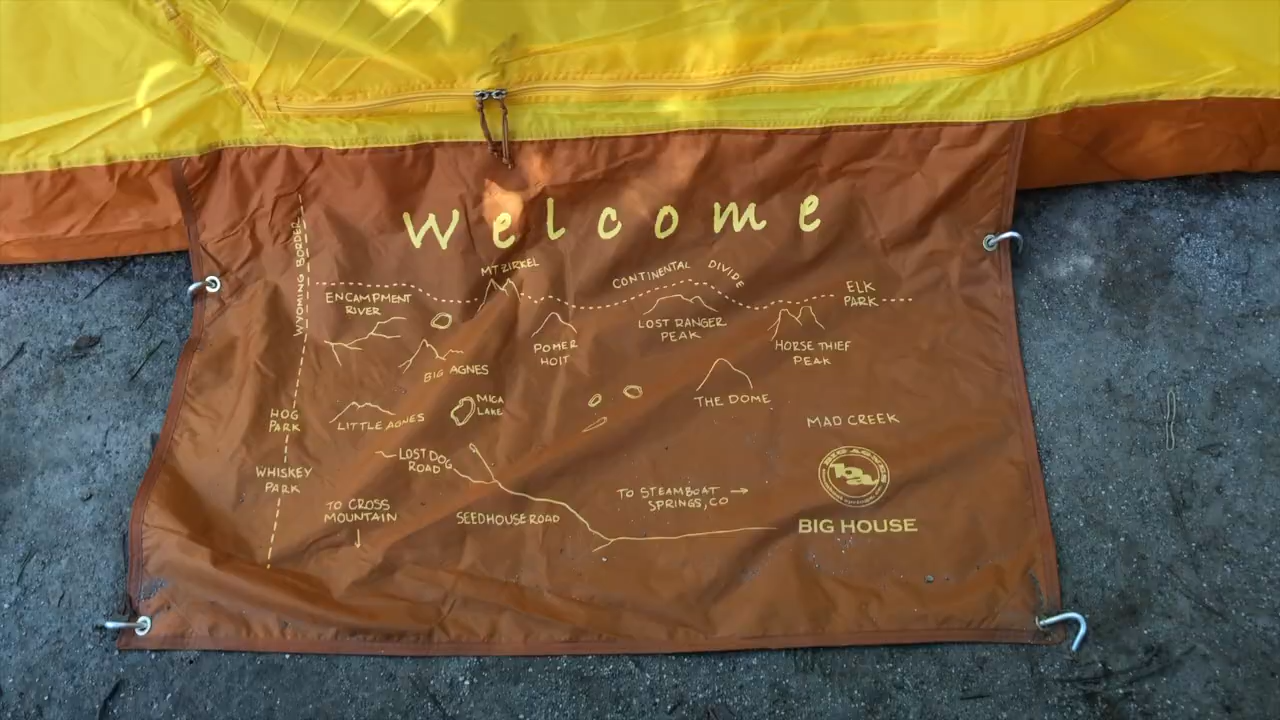 Welcome
WYOMING BORDER
MT ZIRKEL
CONTINENTAL DIVIDE
ENCAMPMENT
RIVER
ELK
PARK
LOST RANGER
PEAK
POMER
HOIT
HORSE THIEF
PEAK
BIG AGNES
THE DOME
MICA
LAKE
LITTLE AGNES
HOG
PARK
MAD CREEK
LOST DOG
ROAD
WHISKEY
PARK
BIG AGNES
TO STEAMBOAT
SPRINGS, CO
TO CROSS
MOUNTAIN
SEEDHOUSE ROAD
BIG HOUSE